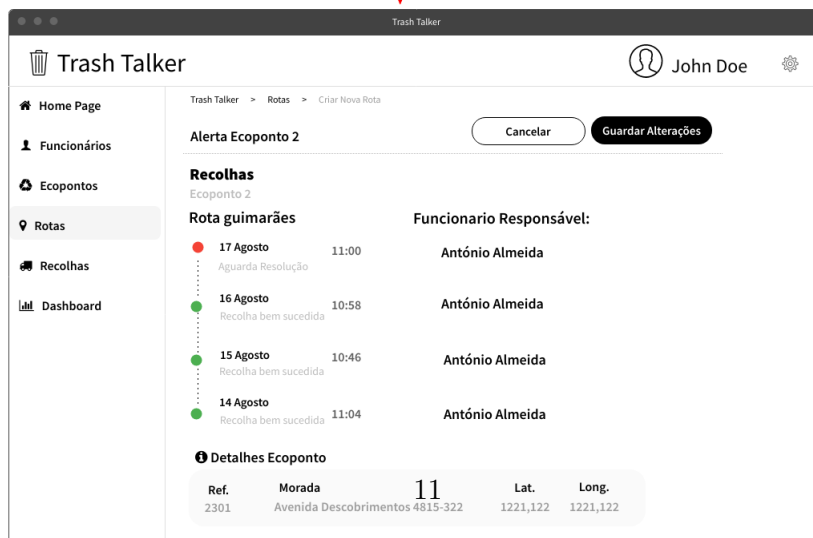 Trash Talker
Trash Talker
John Doe
Home Page
Funcionários
Ecopontos
Rotas
Recolhas
Dashboard
Trash Talker > Rotas > Criar Nova Rota
Alerta Ecoponto 2
Cancelar
Guardar Alterações
Recolhas
Ecoponto 2
Rota guimarães
Funcionario Responsável:
17 Agosto
11:00
António Almeida
Aguarda Resolução
16 Agosto
10:58
António Almeida
Recolha bem sucedida
15 Agosto
10:46
António Almeida
Recolha bem sucedida
14 Agosto
11:04
António Almeida
Recolha bem sucedida
Detalhes Ecoponto
Ref. Morada 11 Lat. Long.
2301 Avenida Descobrimentos 4815-322 1221,122 1221,122